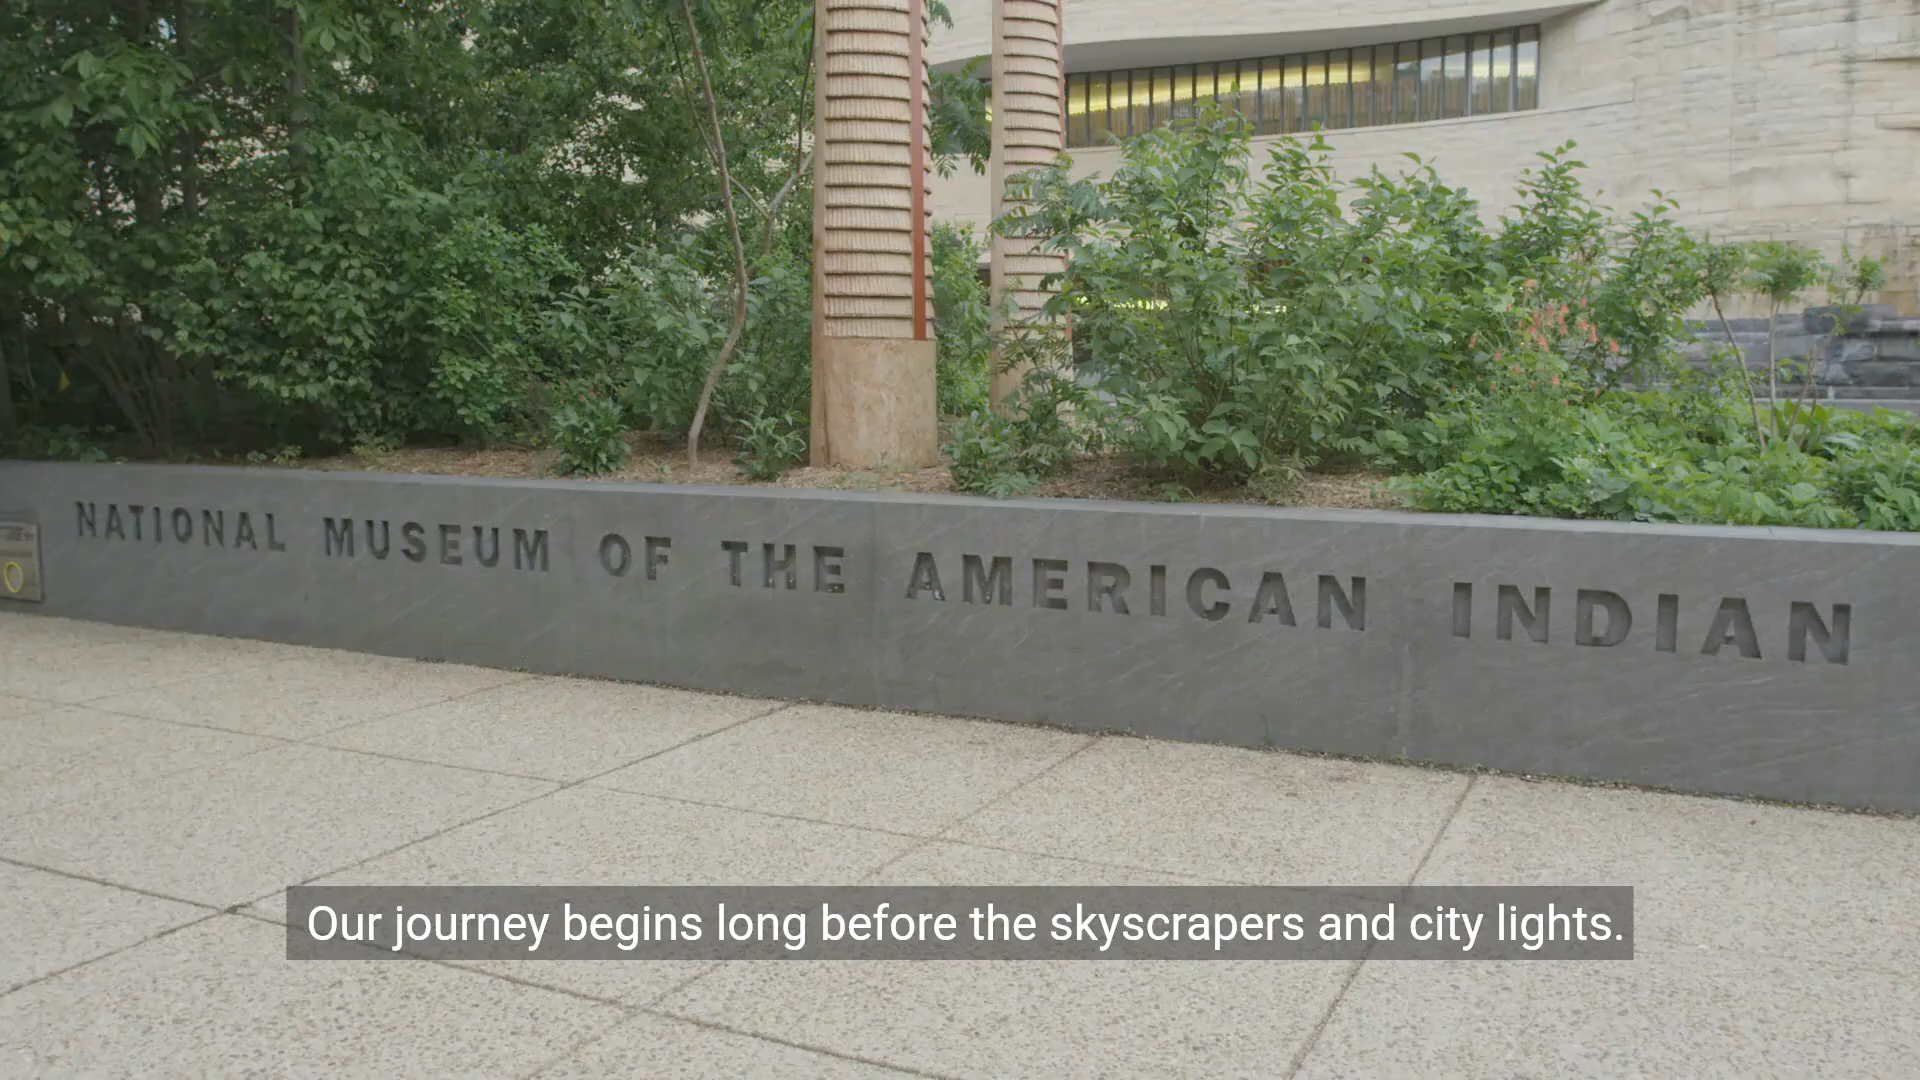 NATIONAL MUSEUM OF THE AMERICAN INDIAN
Our journey begins long before the skyscrapers and city lights.